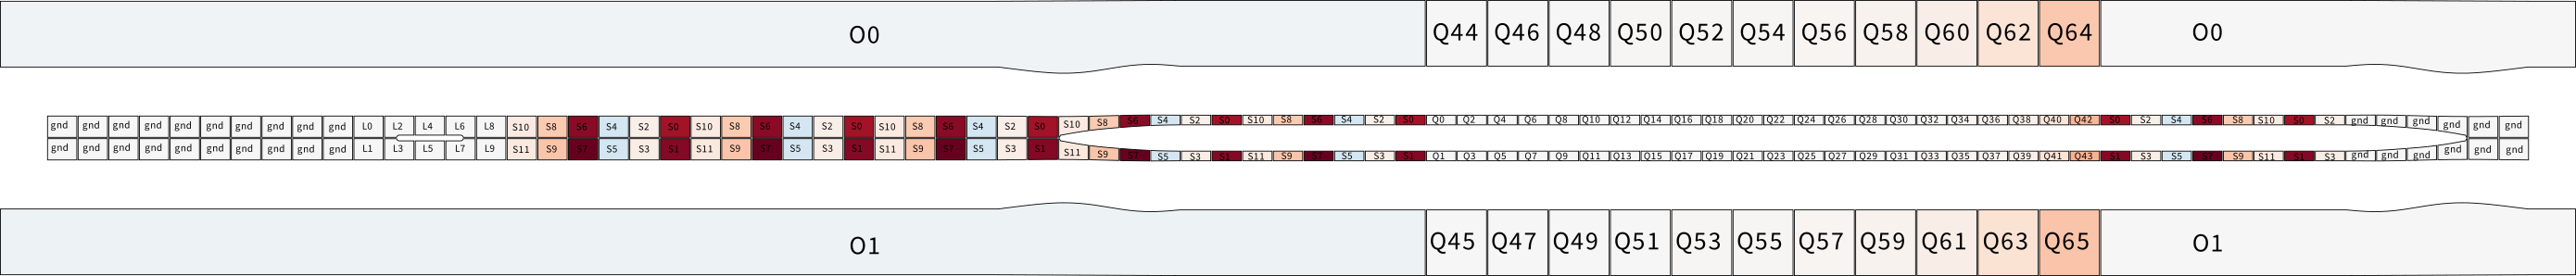 O0 Q44 Q46 Q48 Q50 Q52 Q54 Q56 Q58 Q60 Q62 Q64 O0
gnd gnd gnd gnd gnd gnd gnd gnd gnd gnd L0 L2 L4 L6 L8 S10 S8 S6 S4 S2 S0 S10 S8 S6 S4 S2 S0 S10 S8 S6 S4 S2 S0 S10 S8 S6 S4 S2 S0 S10 S8 S6 S4 S2 S0 Q0 Q2 Q4 Q6 Q8 Q10 Q12 Q14 Q16 Q18 Q20 Q22 Q24 Q26 Q28 Q30 Q32 Q34 Q36 Q38 Q40 Q42 S0 S2 S4 S6 S8 S10 S0 S2 gnd gnd gnd gnd gnd gnd
gnd gnd gnd gnd gnd gnd gnd gnd gnd gnd L1 L3 L5 L7 L9 S11 S9 S7 S5 S3 S1 S11 S9 S7 S5 S3 S1 S11 S9 S7 S5 S3 S1 S11 S9 S7 S5 S3 S1 S11 S9 S7 S5 S3 S1 Q1 Q3 Q5 Q7 Q9 Q11 Q13 Q15 Q17 Q19 Q21 Q23 Q25 Q27 Q29 Q31 Q33 Q35 Q37 Q39 Q41 Q43 S1 S3 S5 S7 S9 S11 S1 S3 gnd gnd gnd gnd gnd gnd
O1 Q45 Q47 Q49 Q51 Q53 Q55 Q57 Q59 Q61 Q63 Q65 O1